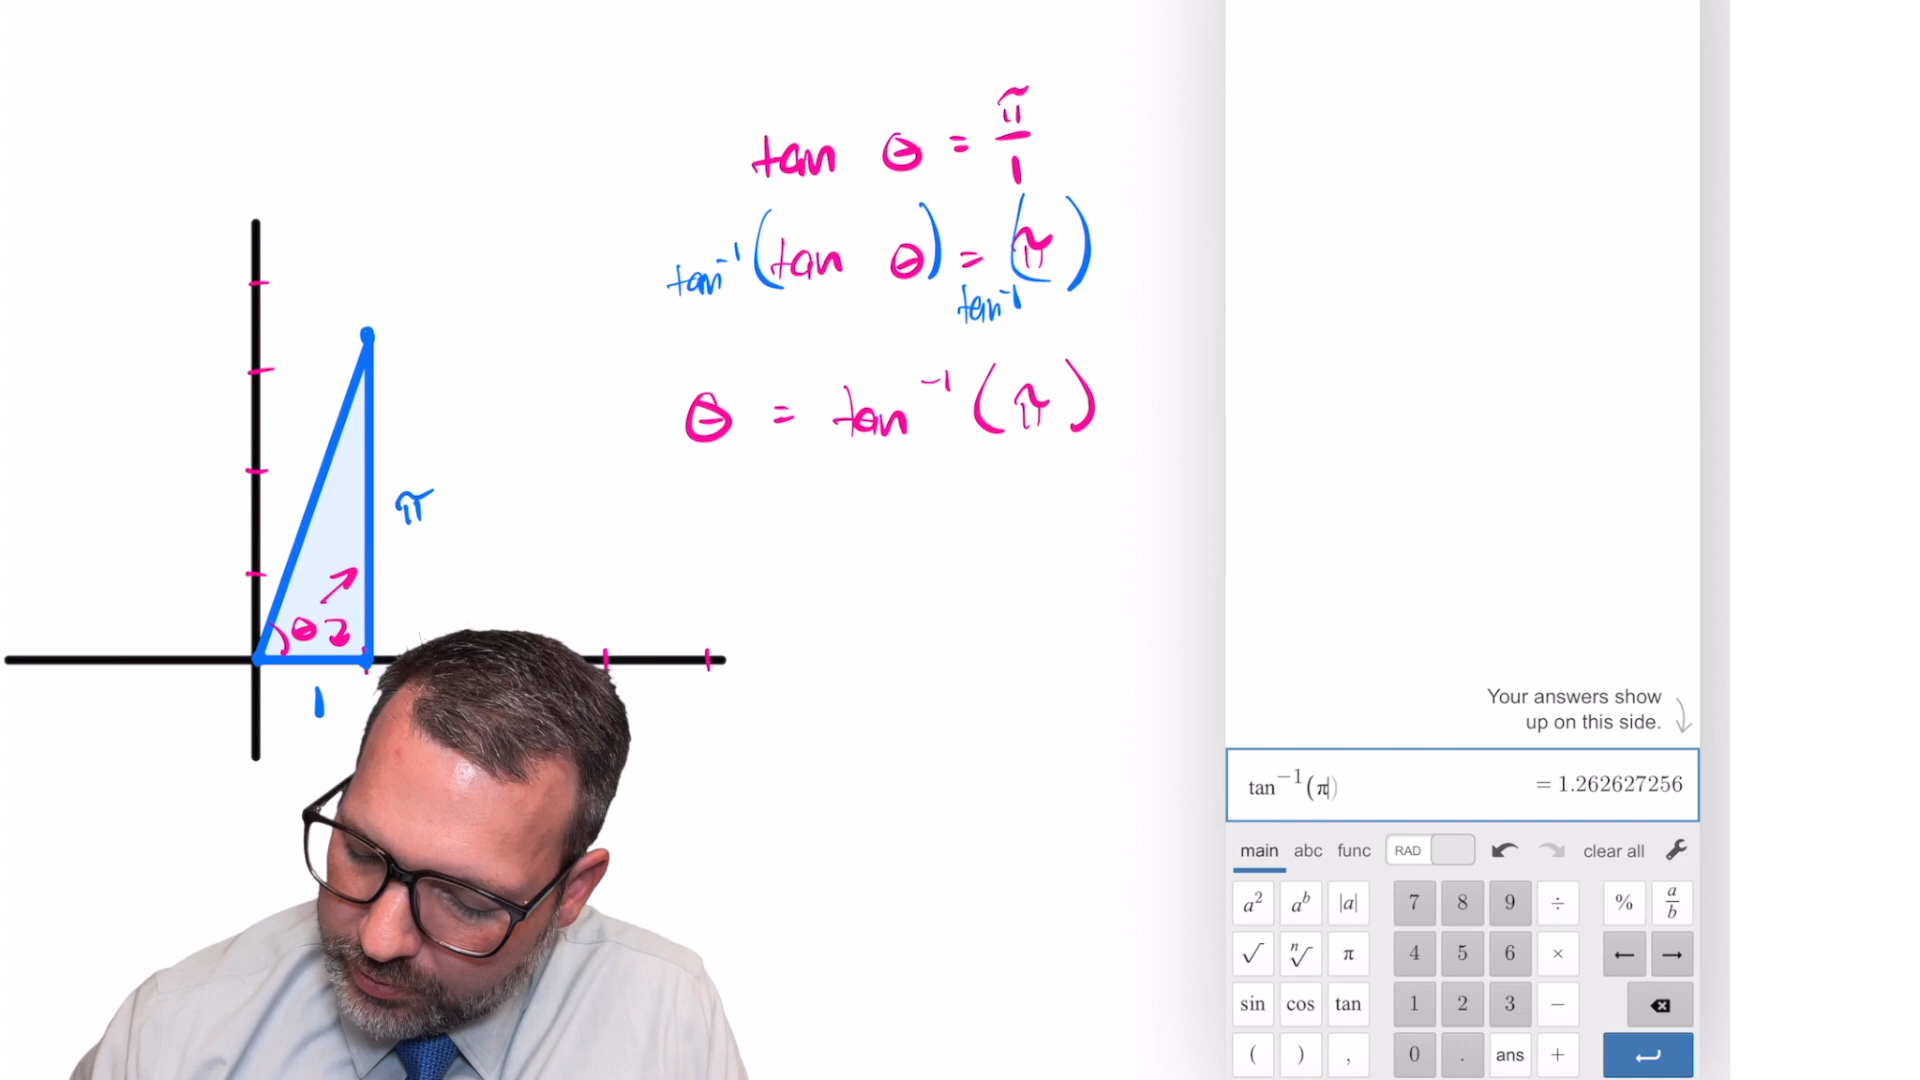 tan θ = π/1
tan⁻¹(tan θ) = tan⁻¹(π)
θ = tan⁻¹(π)
π
θ
1
Your answers show
up on this side.
tan⁻¹(π) = 1.262627256
main abc func RAD clear all
a² aᵇ |a| 7 8 9 ÷ % a/b
√ ⁿ√ π 4 5 6 × ← →
sin cos tan 1 2 3 −
( ) , 0 . ans +